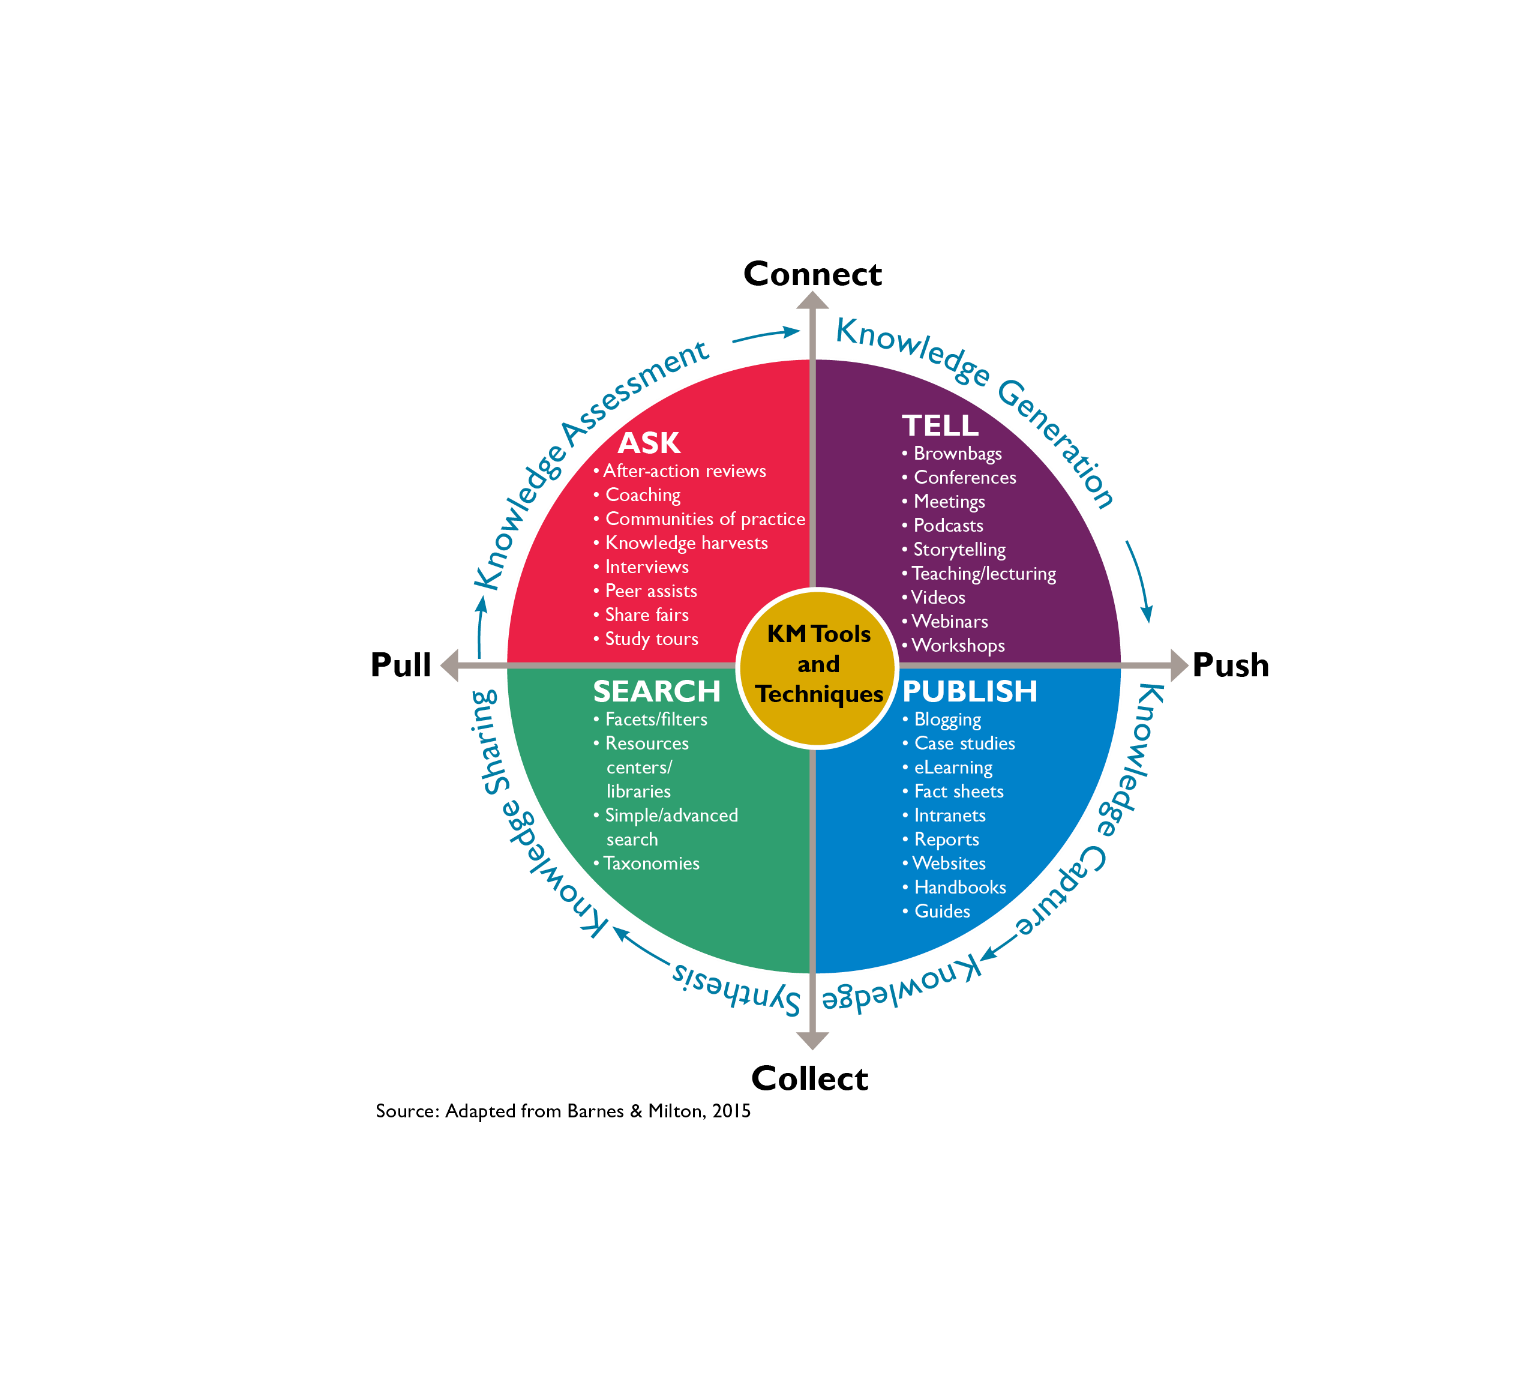 Connect
Knowledge Assessment
Knowledge Generation
ASK
• After-action reviews
• Coaching
• Communities of practice
• Knowledge harvests
• Interviews
• Peer assists
• Share fairs
• Study tours
TELL
• Brownbags
• Conferences
• Meetings
• Podcasts
• Storytelling
• Teaching/lecturing
• Videos
• Webinars
• Workshops
Pull
KM Tools
and
Techniques
Push
SEARCH
• Facets/filters
• Resources
centers/
libraries
• Simple/advanced
search
• Taxonomies
PUBLISH
• Blogging
• Case studies
• eLearning
• Fact sheets
• Intranets
• Reports
• Websites
• Handbooks
• Guides
Knowledge Capture
Knowledge Synthesis
Knowledge Sharing
Collect
Source: Adapted from Barnes & Milton, 2015